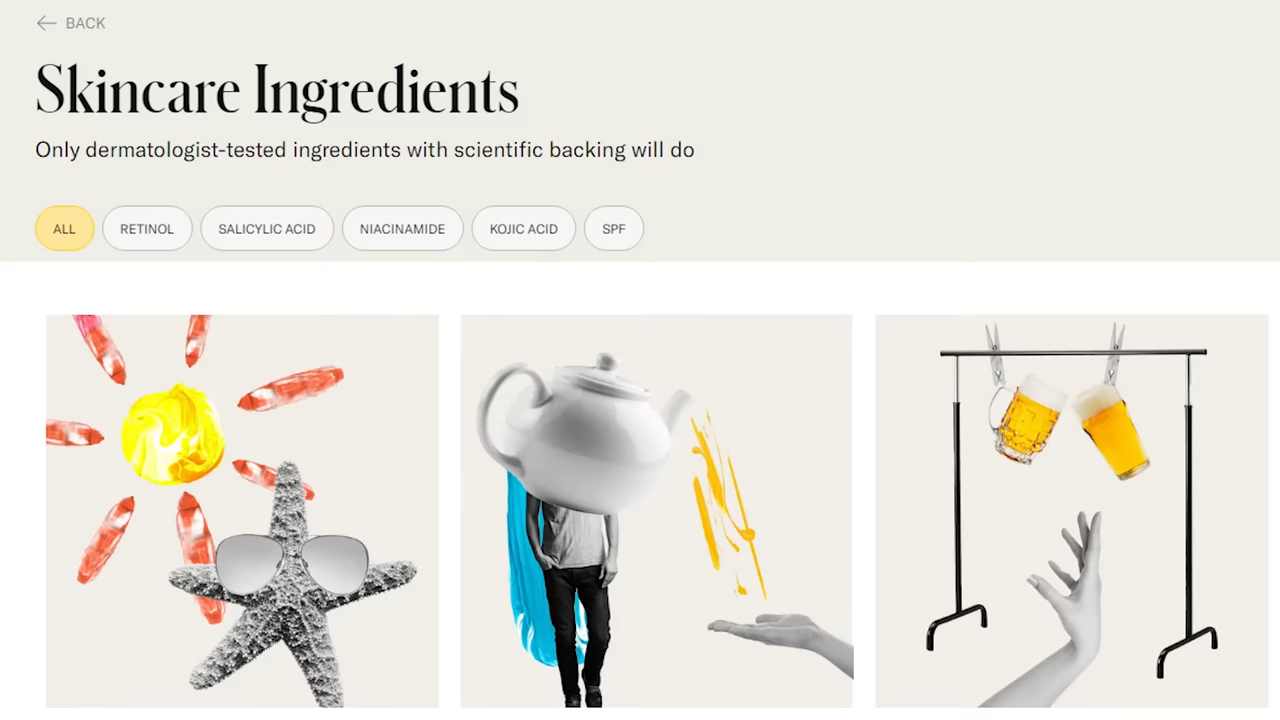 BACK
Skincare Ingredients
Only dermatologist-tested ingredients with scientific backing will do
ALL RETINOL SALICYLIC ACID NIACINAMIDE KOJIC ACID SPF